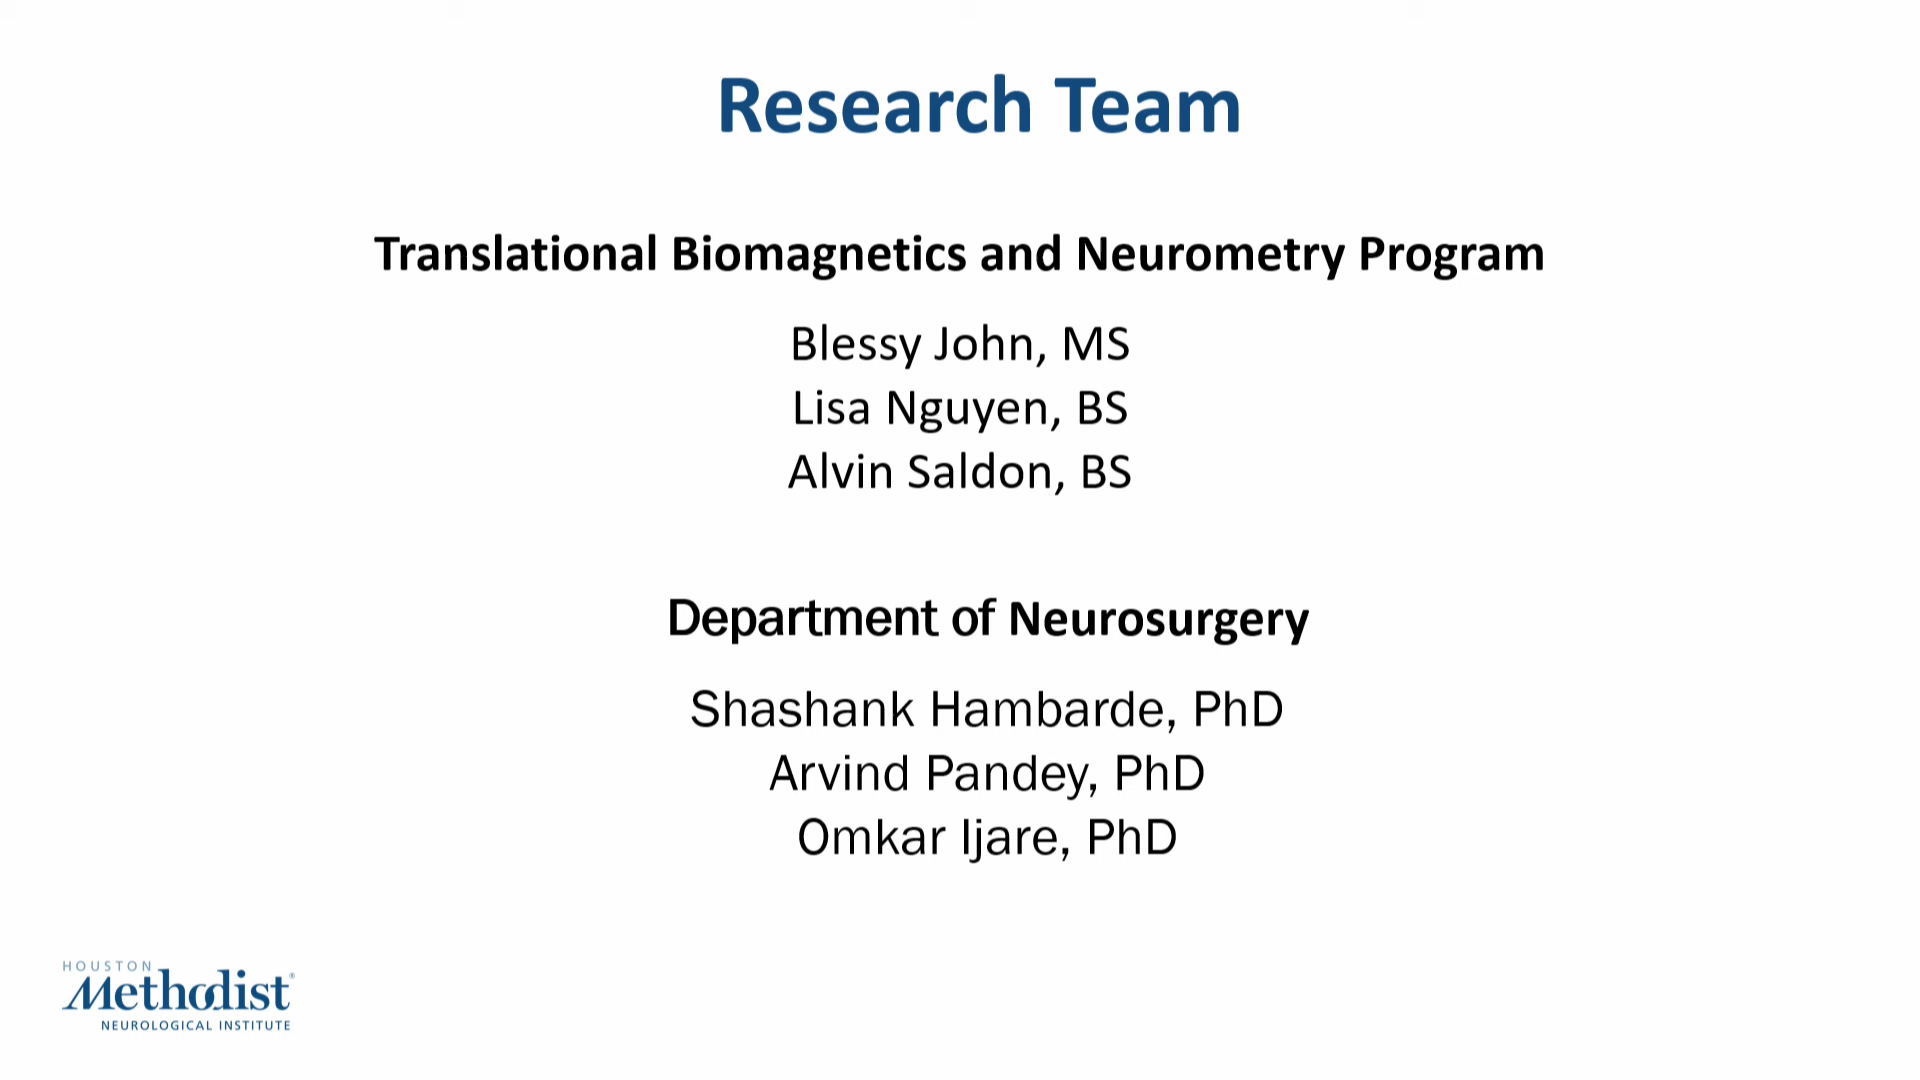 Research Team
Translational Biomagnetics and Neurometry Program
Blessy John, MS
Lisa Nguyen, BS
Alvin Saldon, BS
Department of Neurosurgery
Shashank Hambarde, PhD
Arvind Pandey, PhD
Omkar Ijare, PhD
HOUSTON
Methodist®
NEUROLOGICAL INSTITUTE